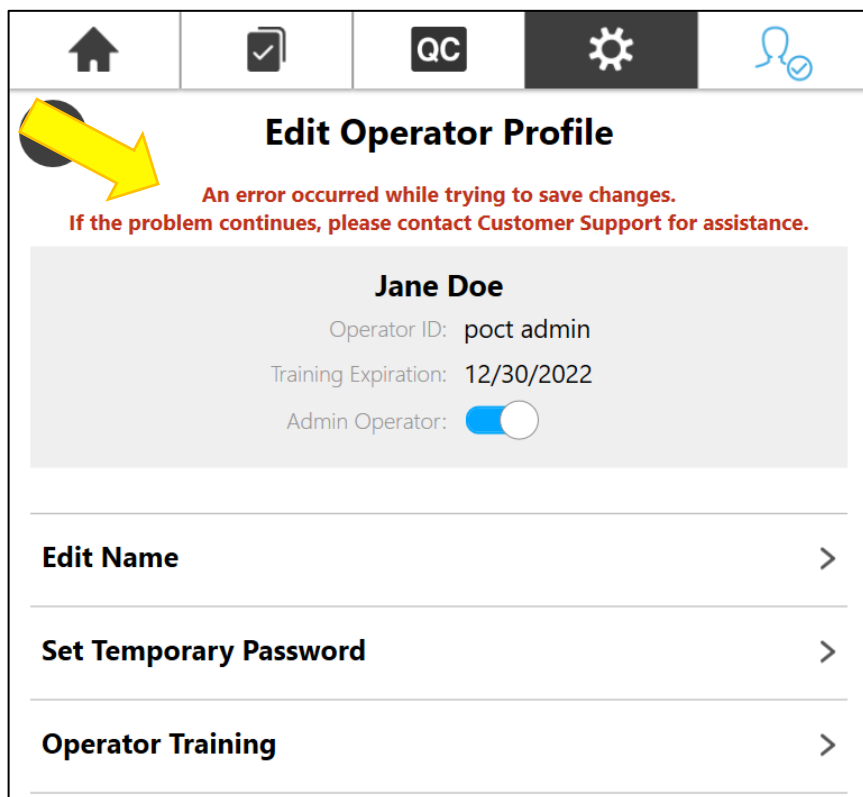 QC
Edit Operator Profile
An error occurred while trying to save changes.
If the problem continues, please contact Customer Support for assistance.
Jane Doe
Operator ID: poct admin
Training Expiration: 12/30/2022
Admin Operator:
Edit Name
Set Temporary Password
Operator Training